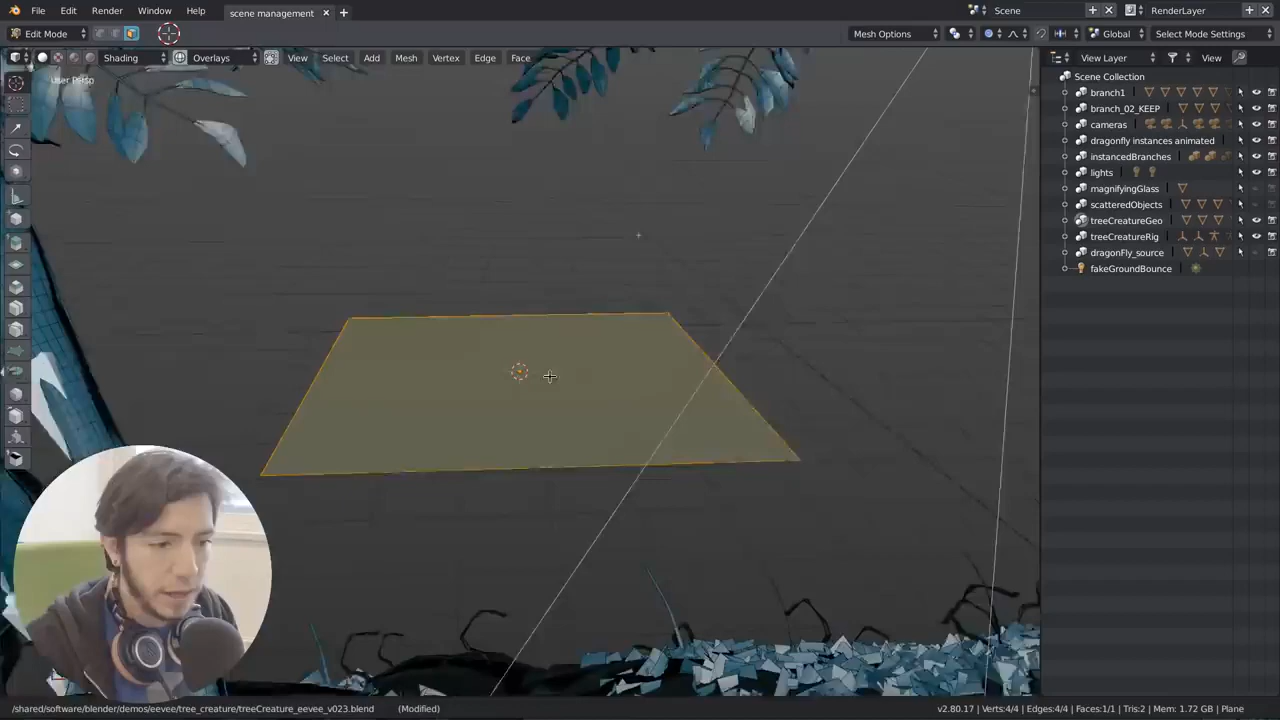 File Edit Render Window Help scene management Scene RenderLayer
Edit Mode Mesh Options Global Select Mode Settings
Shading Overlays View Select Add Mesh Vertex Edge Face View Layer View
User Persp
Scene Collection
branch1
branch_02_KEEP
cameras
dragonfly instances animated
instancedBranches
lights
magnifyingGlass
scatteredObjects
treeCreatureGeo
treeCreatureRig
dragonFly_source
fakeGroundBounce
/shared/software/blender/demos/eevee/tree_creature/treeCreature_eevee_v023.blend (Modified) v2.80.17 | Verts:4/4 | Edges:4/4 | Faces:1/1 | Tris:2 | Mem: 1.72 GB | Plane